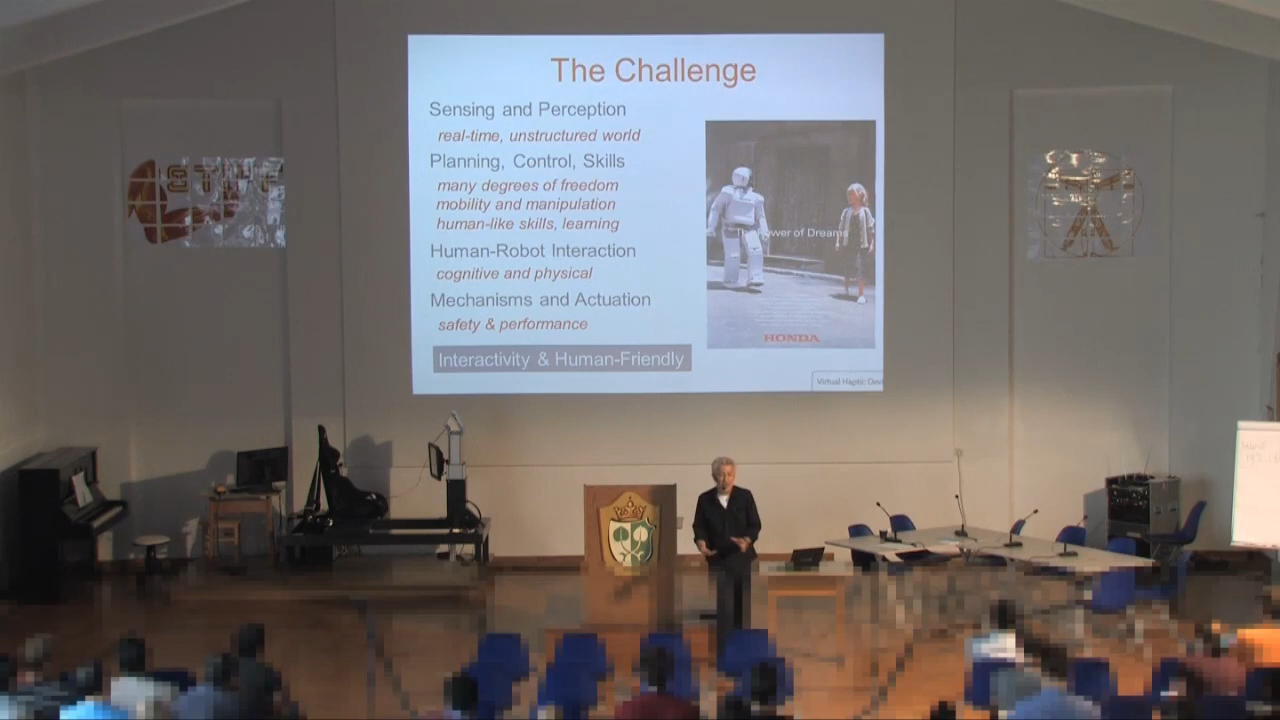 The Challenge
Sensing and Perception
real-time, unstructured world
Planning, Control, Skills
many degrees of freedom
mobility and manipulation
human-like skills, learning
Human-Robot Interaction
cognitive and physical
Mechanisms and Actuation
safety & performance
Interactivity & Human-Friendly
The Power of Dreams
HONDA
Virtual Haptic Devi